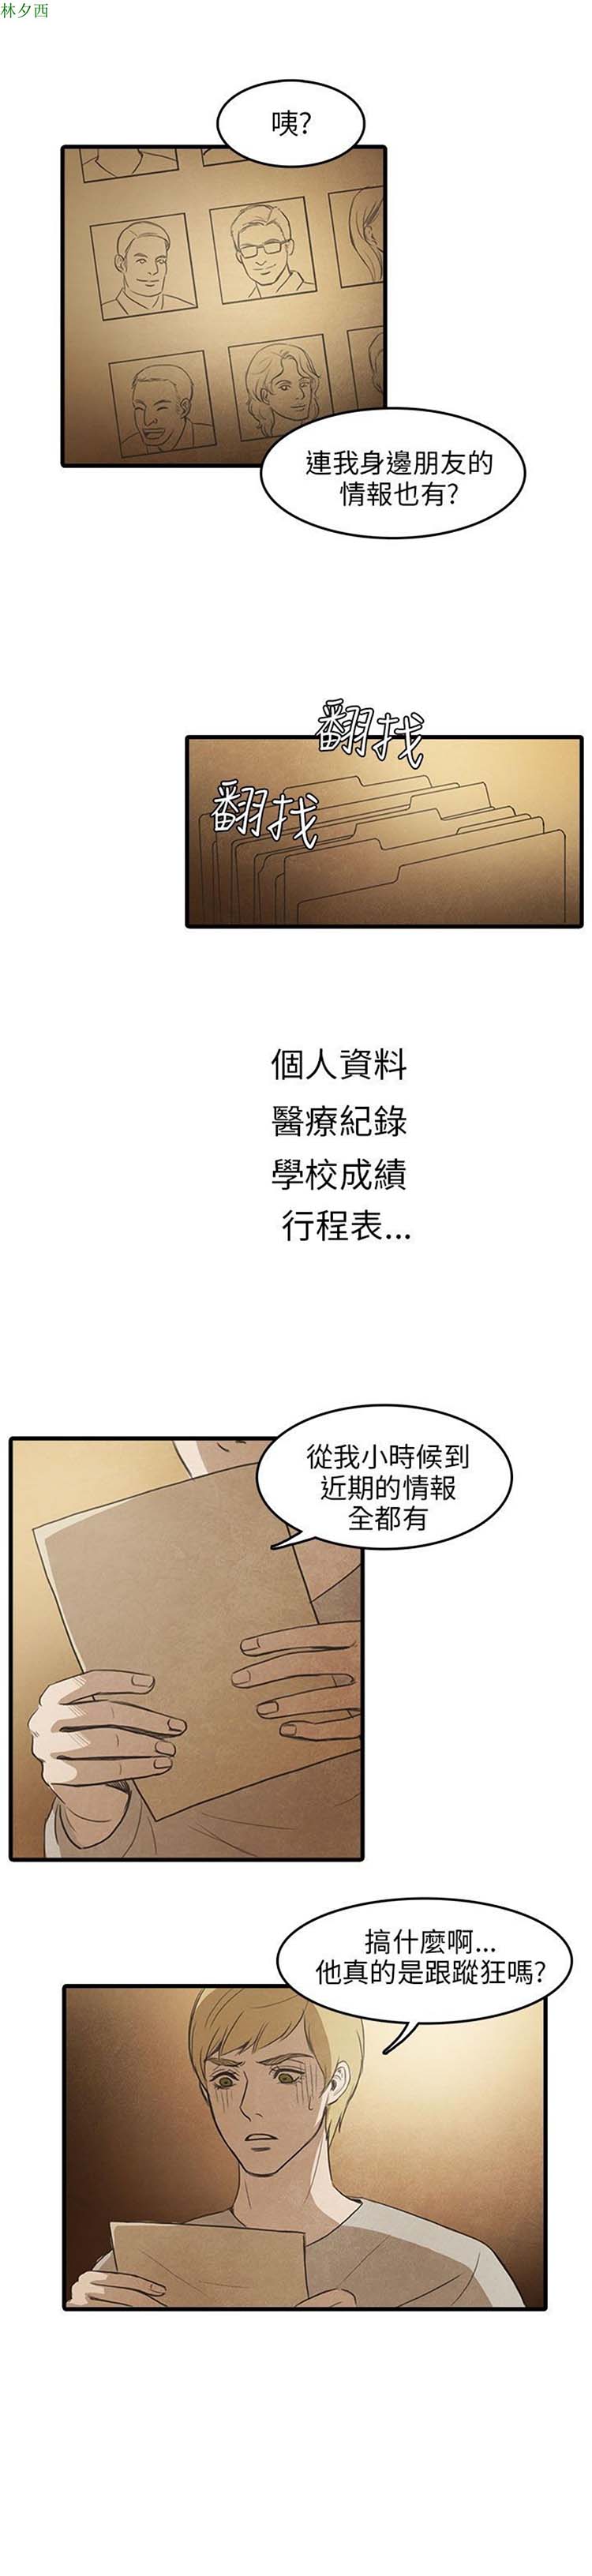 林夕西
咦?
連我身邊朋友的
情報也有?
翻找
翻找
個人資料
醫療紀錄
學校成績
行程表...
從我小時候到
近期的情報
全都有
搞什麼啊...
他真的是跟蹤狂嗎?